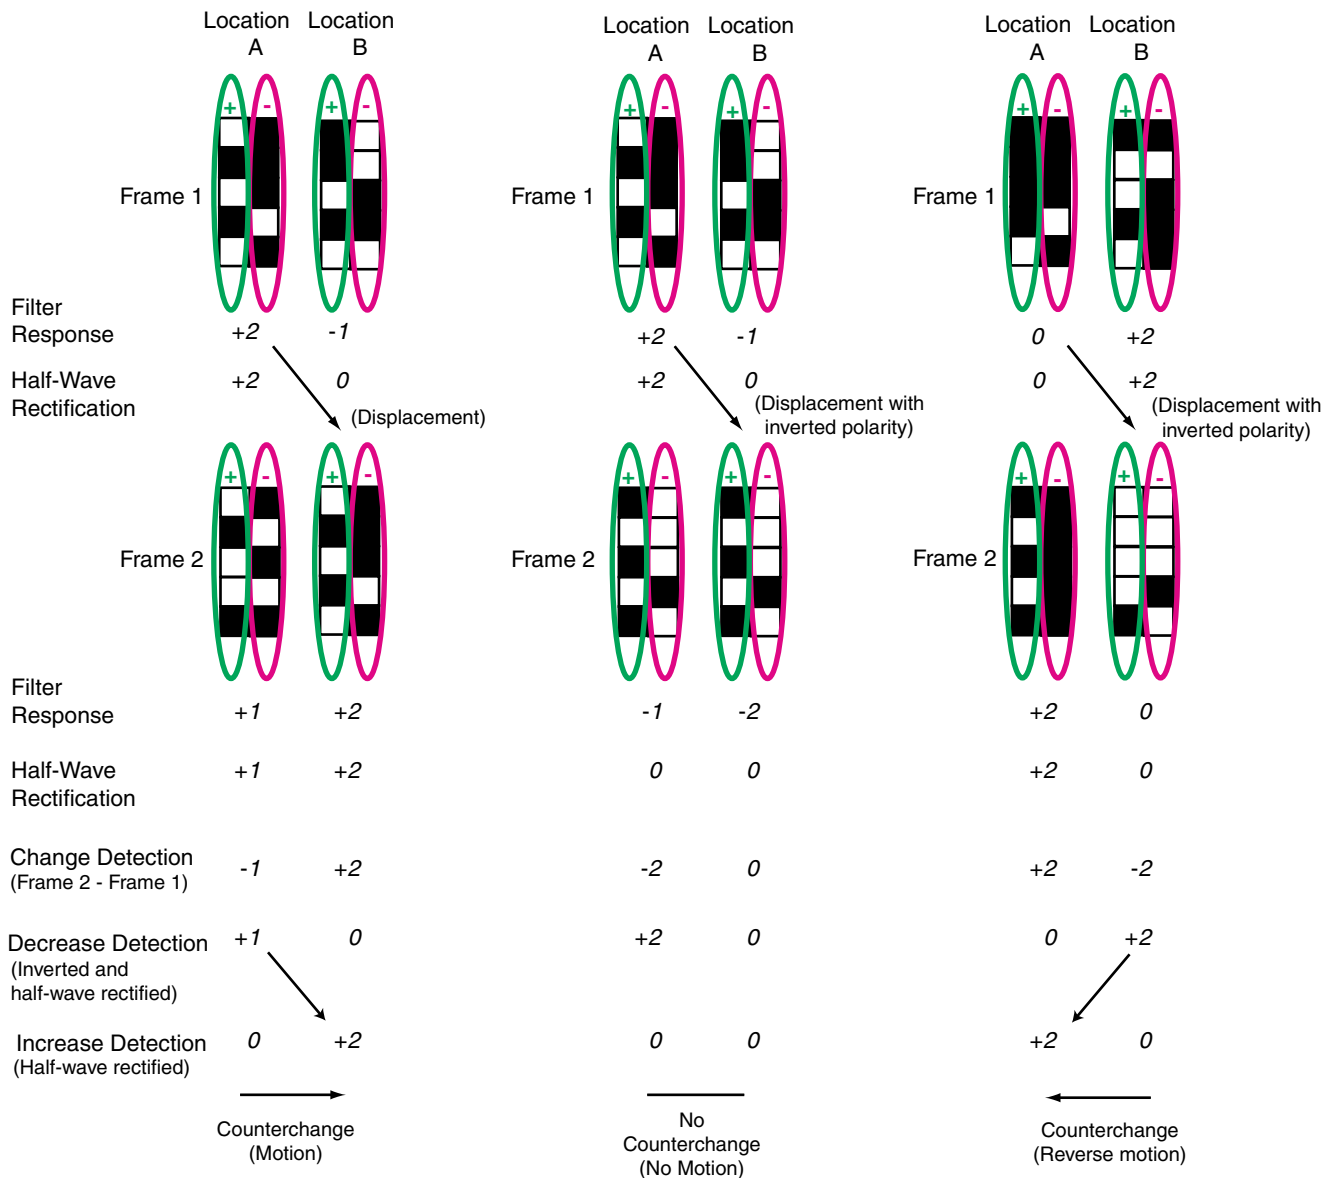 Location Location Location Location Location Location
A B A B A B
+ - + - + - + - + - + -
Frame 1 Frame 1 Frame 1
Filter
Response +2 -1 +2 -1 0 +2
Half-Wave
Rectification +2 0 +2 0 0 +2
(Displacement) (Displacement with
inverted polarity) (Displacement with
inverted polarity)
+ - + - + - + - + - + -
Frame 2 Frame 2 Frame 2
Filter
Response +1 +2 -1 -2 +2 0
Half-Wave
Rectification +1 +2 0 0 +2 0
Change Detection -1 +2 -2 0 +2 -2
(Frame 2 - Frame 1)
Decrease Detection +1 0 +2 0 0 +2
(Inverted and
half-wave rectified)
Increase Detection 0 +2 0 0 +2 0
(Half-wave rectified)
Counterchange
(Motion)
No
Counterchange
(No Motion)
Counterchange
(Reverse motion)